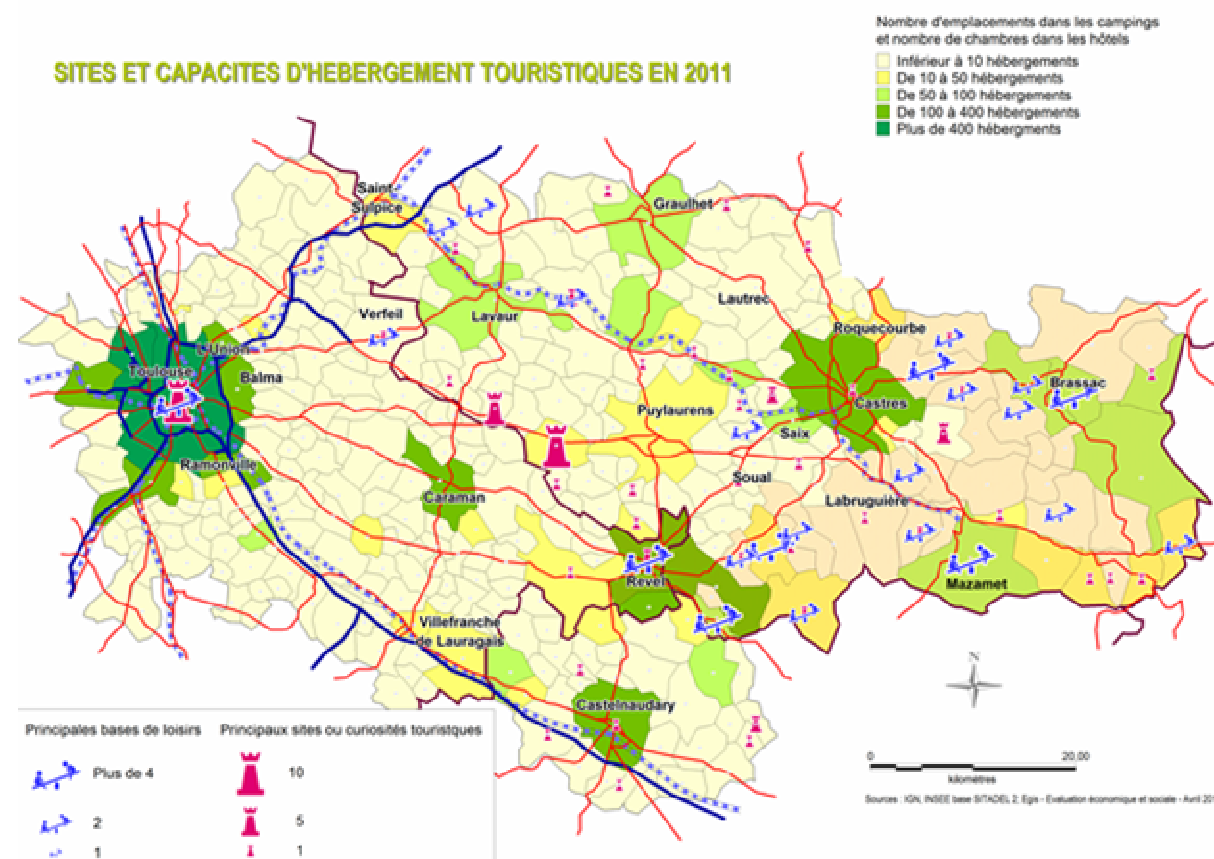 Nombre d'emplacements dans les campings
et nombre de chambres dans les hôtels
Inférieur à 10 hébergements
De 10 à 50 hébergements
De 50 à 100 hébergements
De 100 à 400 hébergements
Plus de 400 hébergments
SITES ET CAPACITES D'HEBERGEMENT TOURISTIQUES EN 2011
Saint
Sulpice
Graulhet
Lautrec
Verfeil
Lavaur
Roquecourbe
L'Union
Toulouse
Balma
Brassac
Puylaurens
Castres
Saix
Ramonville
Soual
Caraman
Labruguière
Revel
Mazamet
Villefranche
de Lauragais
Castelnaudary
N
Principales bases de loisirs
Plus de 4
2
1
Principaux sites ou curiosités touristques
10
5
1
0 20,00
kilomètres
Sources : IGN, INSEE base SITADEL 2, Egis - Evaluation économique et sociale - Avril 20